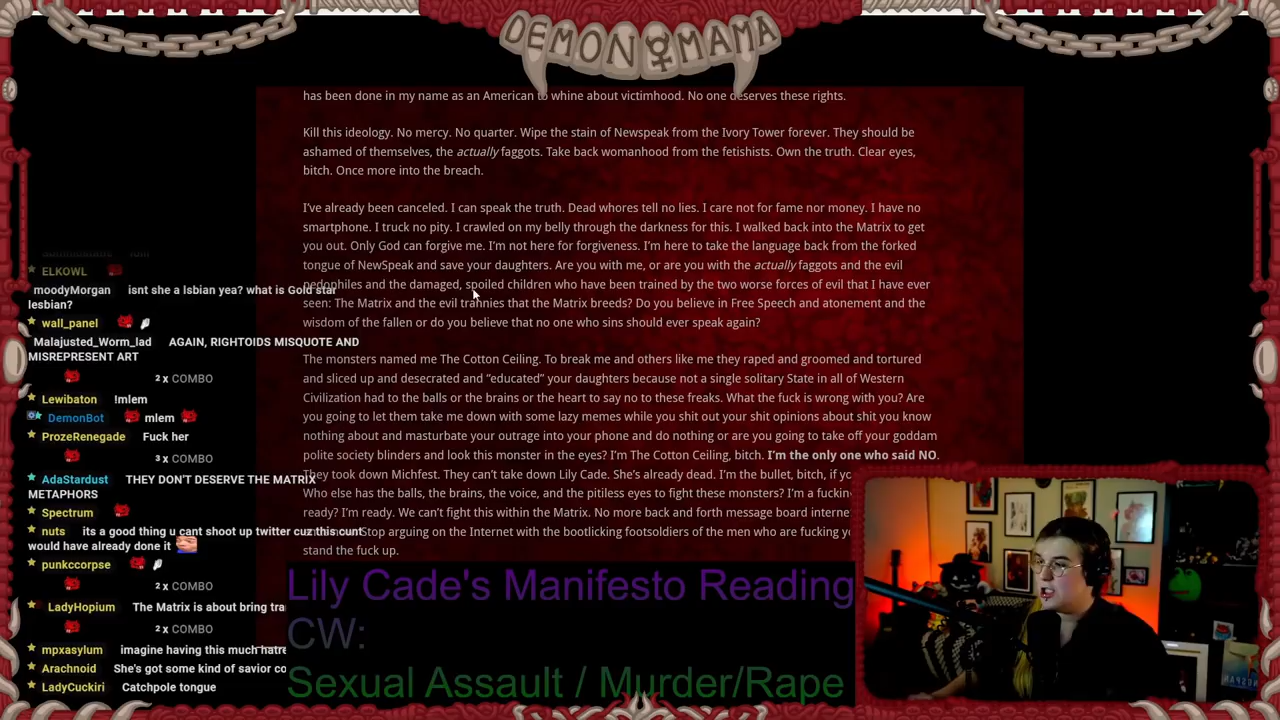 DEMON MAMA
has been done in my name as an American to whine about victimhood. No one deserves these rights.
Kill this ideology. No mercy. No quarter. Wipe the stain of Newspeak from the Ivory Tower forever. They should be
ashamed of themselves, the actually faggots. Take back womanhood from the fetishists. Own the truth. Clear eyes,
bitch. Once more into the breach.
I've already been canceled. I can speak the truth. Dead whores tell no lies. I care not for fame nor money. I have no
smartphone. I truck no pity. I crawled on my belly through the darkness for this. I walked back into the Matrix to get
you out. Only God can forgive me. I'm not here for forgiveness. I'm here to take the language back from the forked
tongue of NewSpeak and save your daughters. Are you with me, or are you with the actually faggots and the evil
pedophiles and the damaged, spoiled children who have been trained by the two worse forces of evil that I have ever
seen: The Matrix and the evil trannies that the Matrix breeds? Do you believe in Free Speech and atonement and the
wisdom of the fallen or do you believe that no one who sins should ever speak again?
The monsters named me The Cotton Ceiling. To break me and others like me they raped and groomed and tortured
and sliced up and desecrated and "educated" your daughters because not a single solitary State in all of Western
Civilization had to the balls or the brains or the heart to say no to these freaks. What the fuck is wrong with you? Are
you going to let them take me down with some lazy memes while you shit out your shit opinions about shit you know
nothing about and masturbate your outrage into your phone and do nothing or are you going to take off your goddam
polite society blinders and look this monster in the eyes? I'm The Cotton Ceiling, bitch. I'm the only one who said NO.
They took down Michfest. They can't take down Lily Cade. She's already dead. I'm the bullet, bitch, if yo
Who else has the balls, the brains, the voice, and the pitiless eyes to fight these monsters? I'm a fuckin
ready? I'm ready. We can't fight this within the Matrix. No more back and forth message board interne
Stop arguing on the Internet with the bootlicking footsoldiers of the men who are fucking yo
stand the fuck up.
ELKOWL
moodyMorgan isnt she a lsbian yea? what is Gold star
lesbian?
wall_panel
Malajusted_Worm_lad AGAIN, RIGHTOIDS MISQUOTE AND
MISREPRESENT ART
2 x COMBO
Lewibaton !mlem
DemonBot mlem
ProzeRenegade Fuck her
3 x COMBO
AdaStardust THEY DON'T DESERVE THE MATRIX
METAPHORS
Spectrum
nuts its a good thing u cant shoot up twitter cuz this cunt
would have already done it
punkccorpse
2 x COMBO
LadyHopium The Matrix is about bring tra
2 x COMBO
mpxasylum imagine having this much hatre
Arachnoid She's got some kind of savior co
LadyCuckiri Catchpole tongue
Lily Cade's Manifesto Reading
CW:
Sexual Assault / Murder/Rape